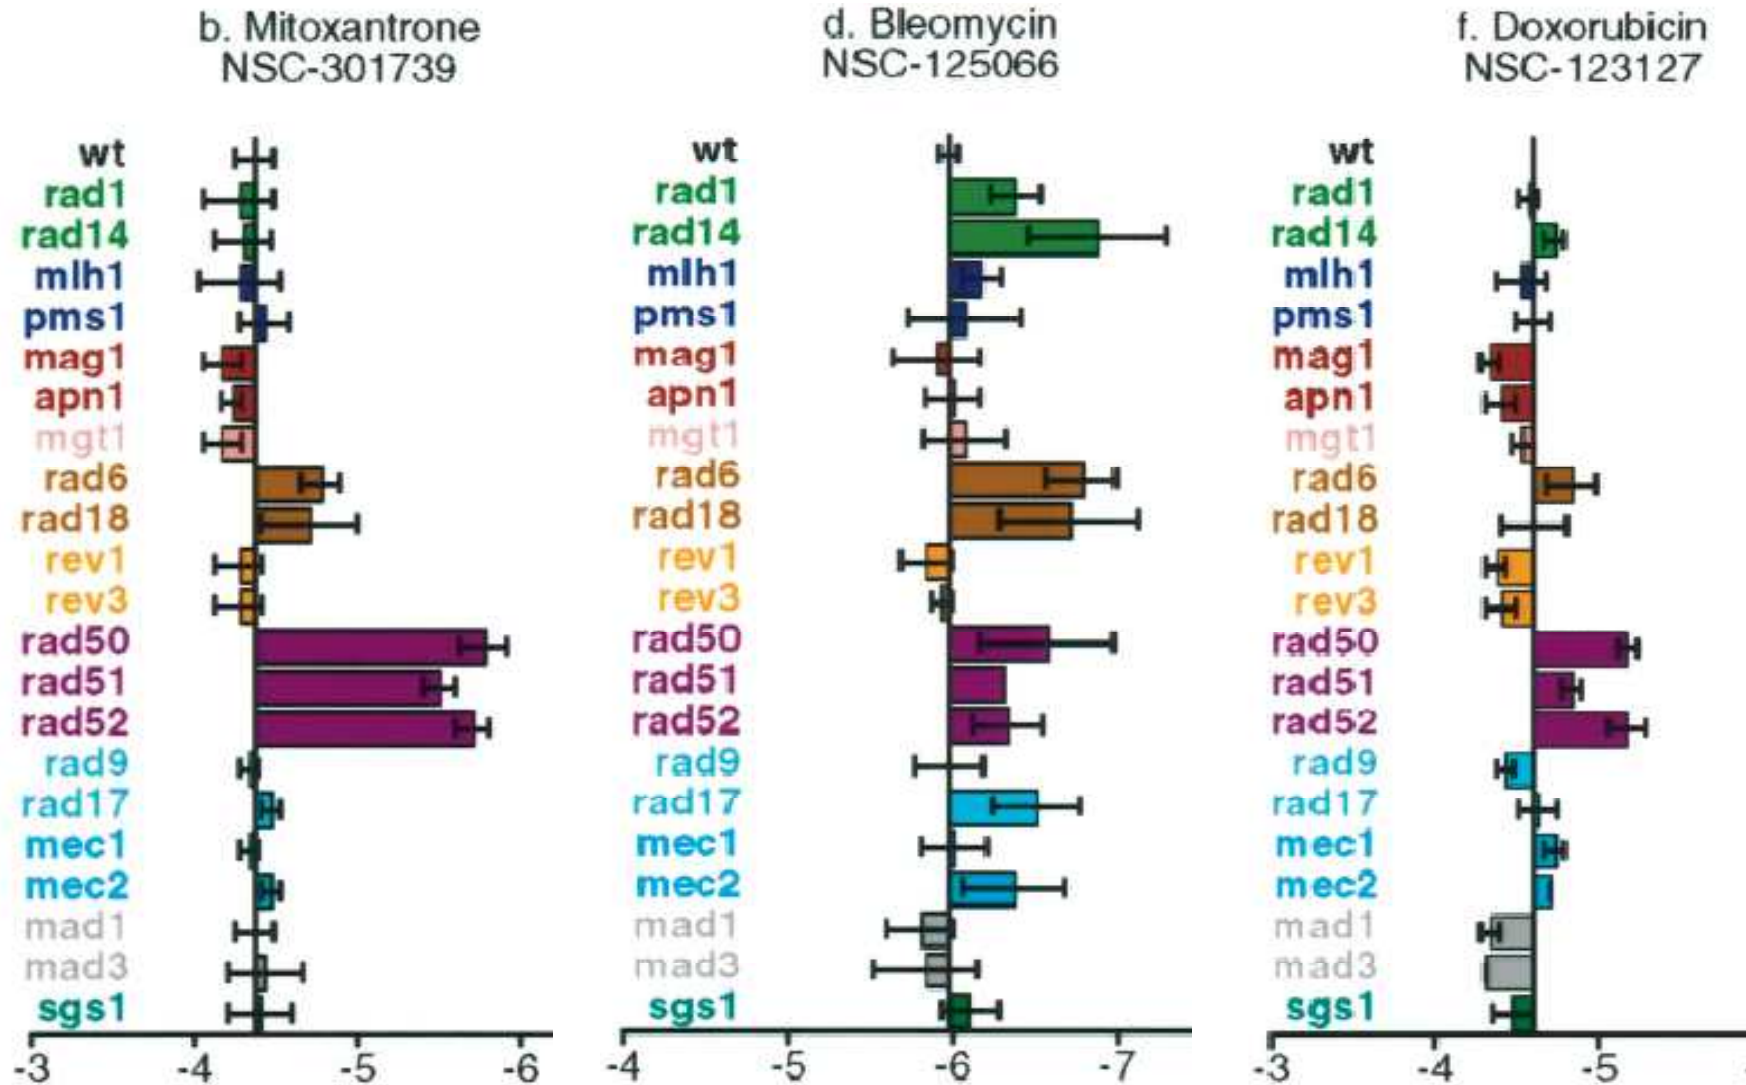 b. Mitoxantrone
NSC-301739
wt
rad1
rad14
mlh1
pms1
mag1
apn1
mgt1
rad6
rad18
rev1
rev3
rad50
rad51
rad52
rad9
rad17
mec1
mec2
mad1
mad3
sgs1
-3 -4 -5 -6
d. Bleomycin
NSC-125066
wt
rad1
rad14
mlh1
pms1
mag1
apn1
mgt1
rad6
rad18
rev1
rev3
rad50
rad51
rad52
rad9
rad17
mec1
mec2
mad1
mad3
sgs1
-4 -5 -6 -7
f. Doxorubicin
NSC-123127
wt
rad1
rad14
mlh1
pms1
mag1
apn1
mgt1
rad6
rad18
rev1
rev3
rad50
rad51
rad52
rad9
rad17
mec1
mec2
mad1
mad3
sgs1
-3 -4 -5